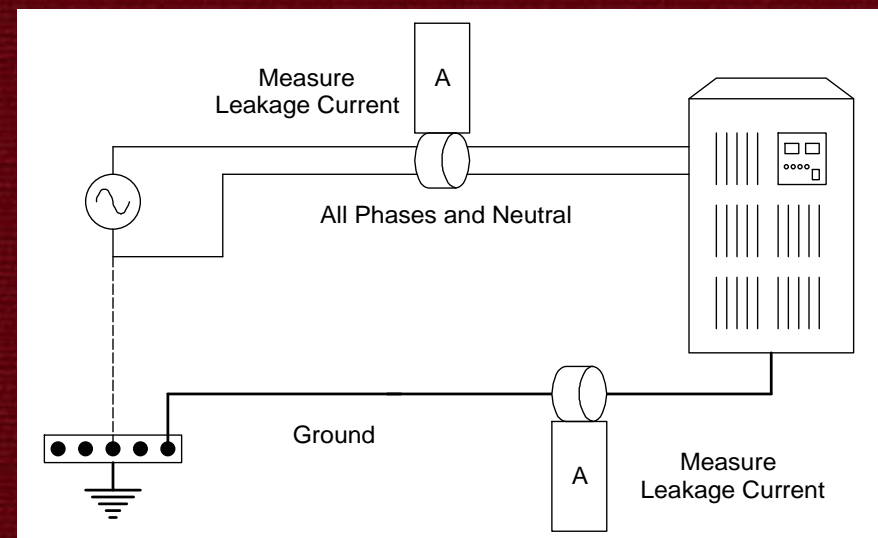 Measure
Leakage Current
A
All Phases and Neutral
Ground
A
Measure
Leakage Current